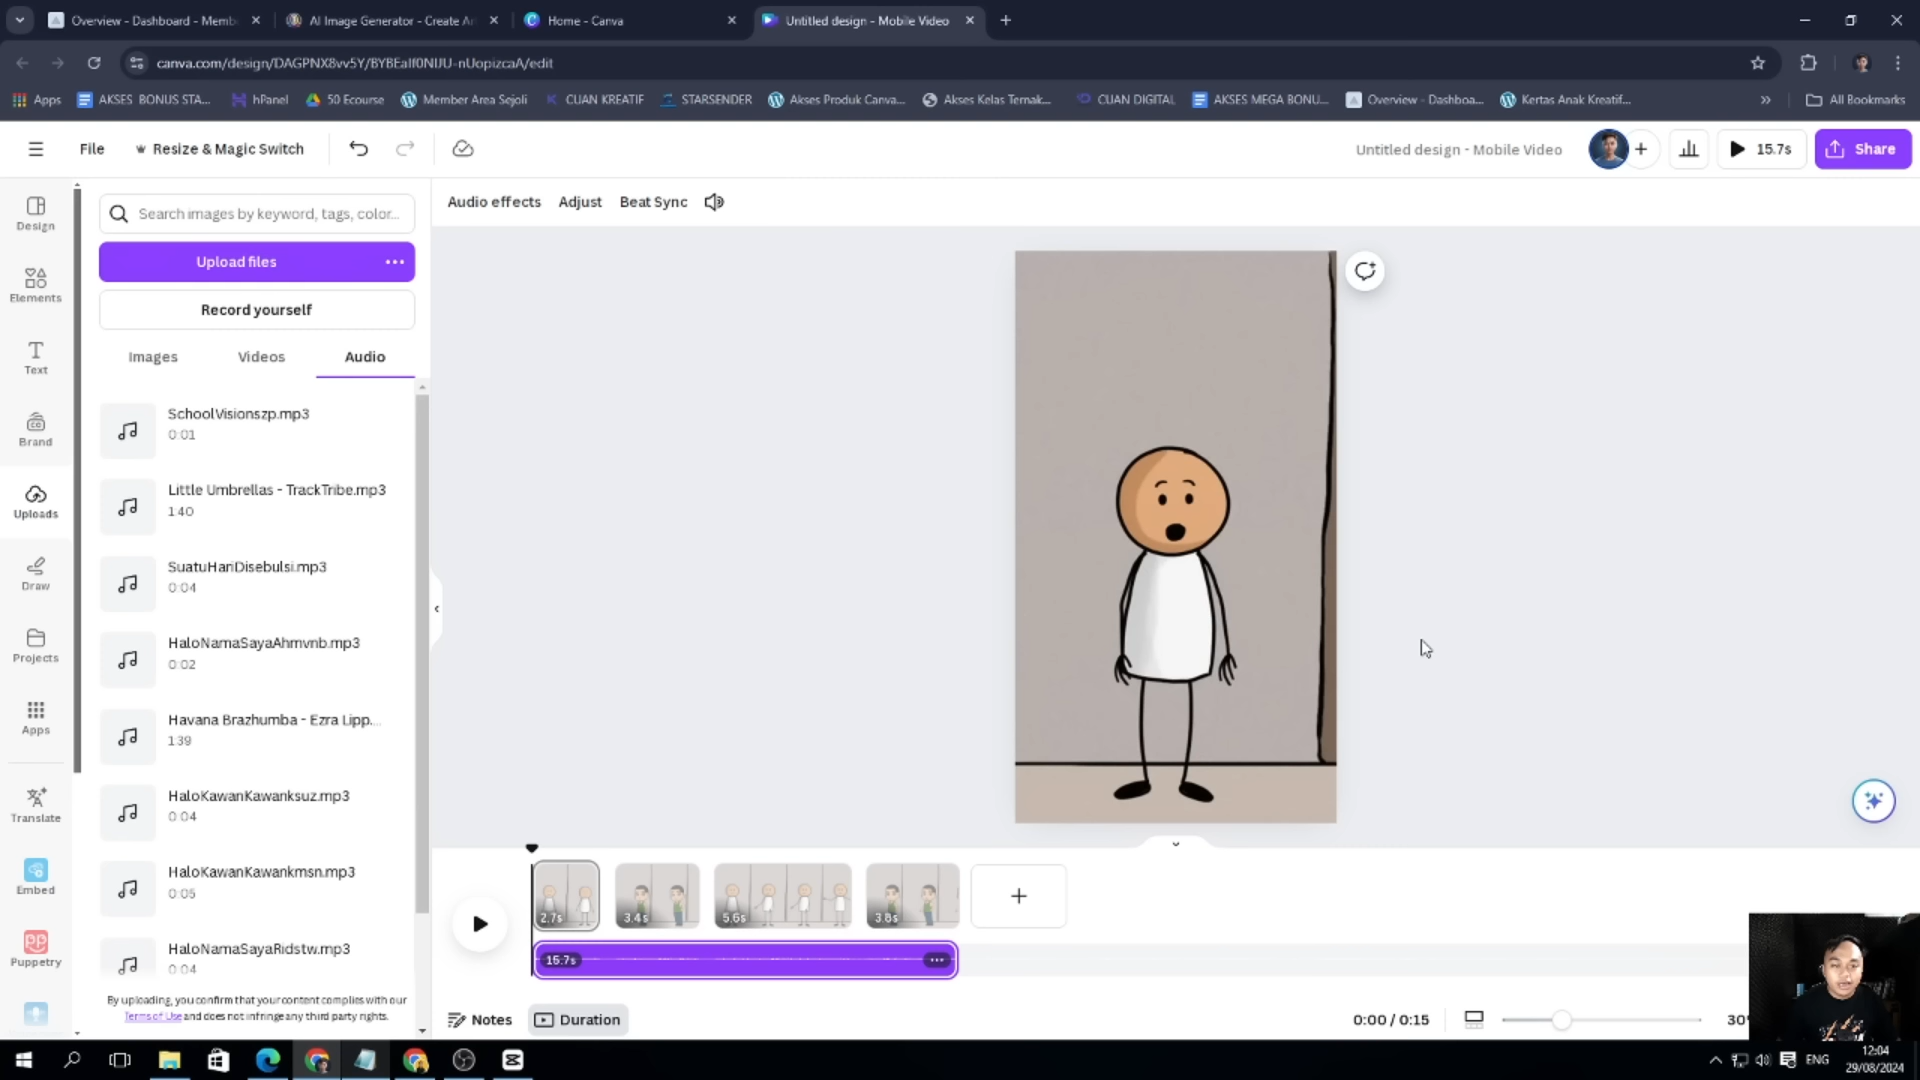 Overview - Dashboard - Memb
AI Image Generator - Create Ar
Home - Canva
Untitled design - Mobile Video
canva.com/design/DAGPNX8vv5Y/BYBEaIf0NIJU-nUopizcaA/edit
Apps
AKSES BONUS STA...
hPanel
50 Ecourse
Member Area Sejoli
CUAN KREATIF
STARSENDER
Akses Produk Canva...
Akses Kelas Ternak...
CUAN DIGITAL
AKSES MEGA BONU...
Overview - Dashboa...
Kertas Anak Kreatif...
All Bookmarks
File
Resize & Magic Switch
Untitled design - Mobile Video
15.7s
Share
Design
Elements
Text
Brand
Uploads
Draw
Projects
Apps
Translate
Embed
Puppetry
Search images by keyword, tags, color...
Upload files
Record yourself
Images
Videos
Audio
SchoolVisionszp.mp3
0:01
Little Umbrellas - TrackTribe.mp3
1:40
SuatuHariDisebulsi.mp3
0:04
HaloNamaSayaAhmvnb.mp3
0:02
Havana Brazhumba - Ezra Lipp...
1:39
HaloKawanKawanksuz.mp3
0:04
HaloKawanKawankmsn.mp3
0:05
HaloNamaSayaRidstw.mp3
0:04
By uploading, you confirm that your content complies with our
Terms of Use and does not infringe any third party rights.
Audio effects
Adjust
Beat Sync
2.7s
3.4s
5.6s
3.8s
15.7s
Notes
Duration
0:00 / 0:15
30
ENG
12:04
29/08/2024